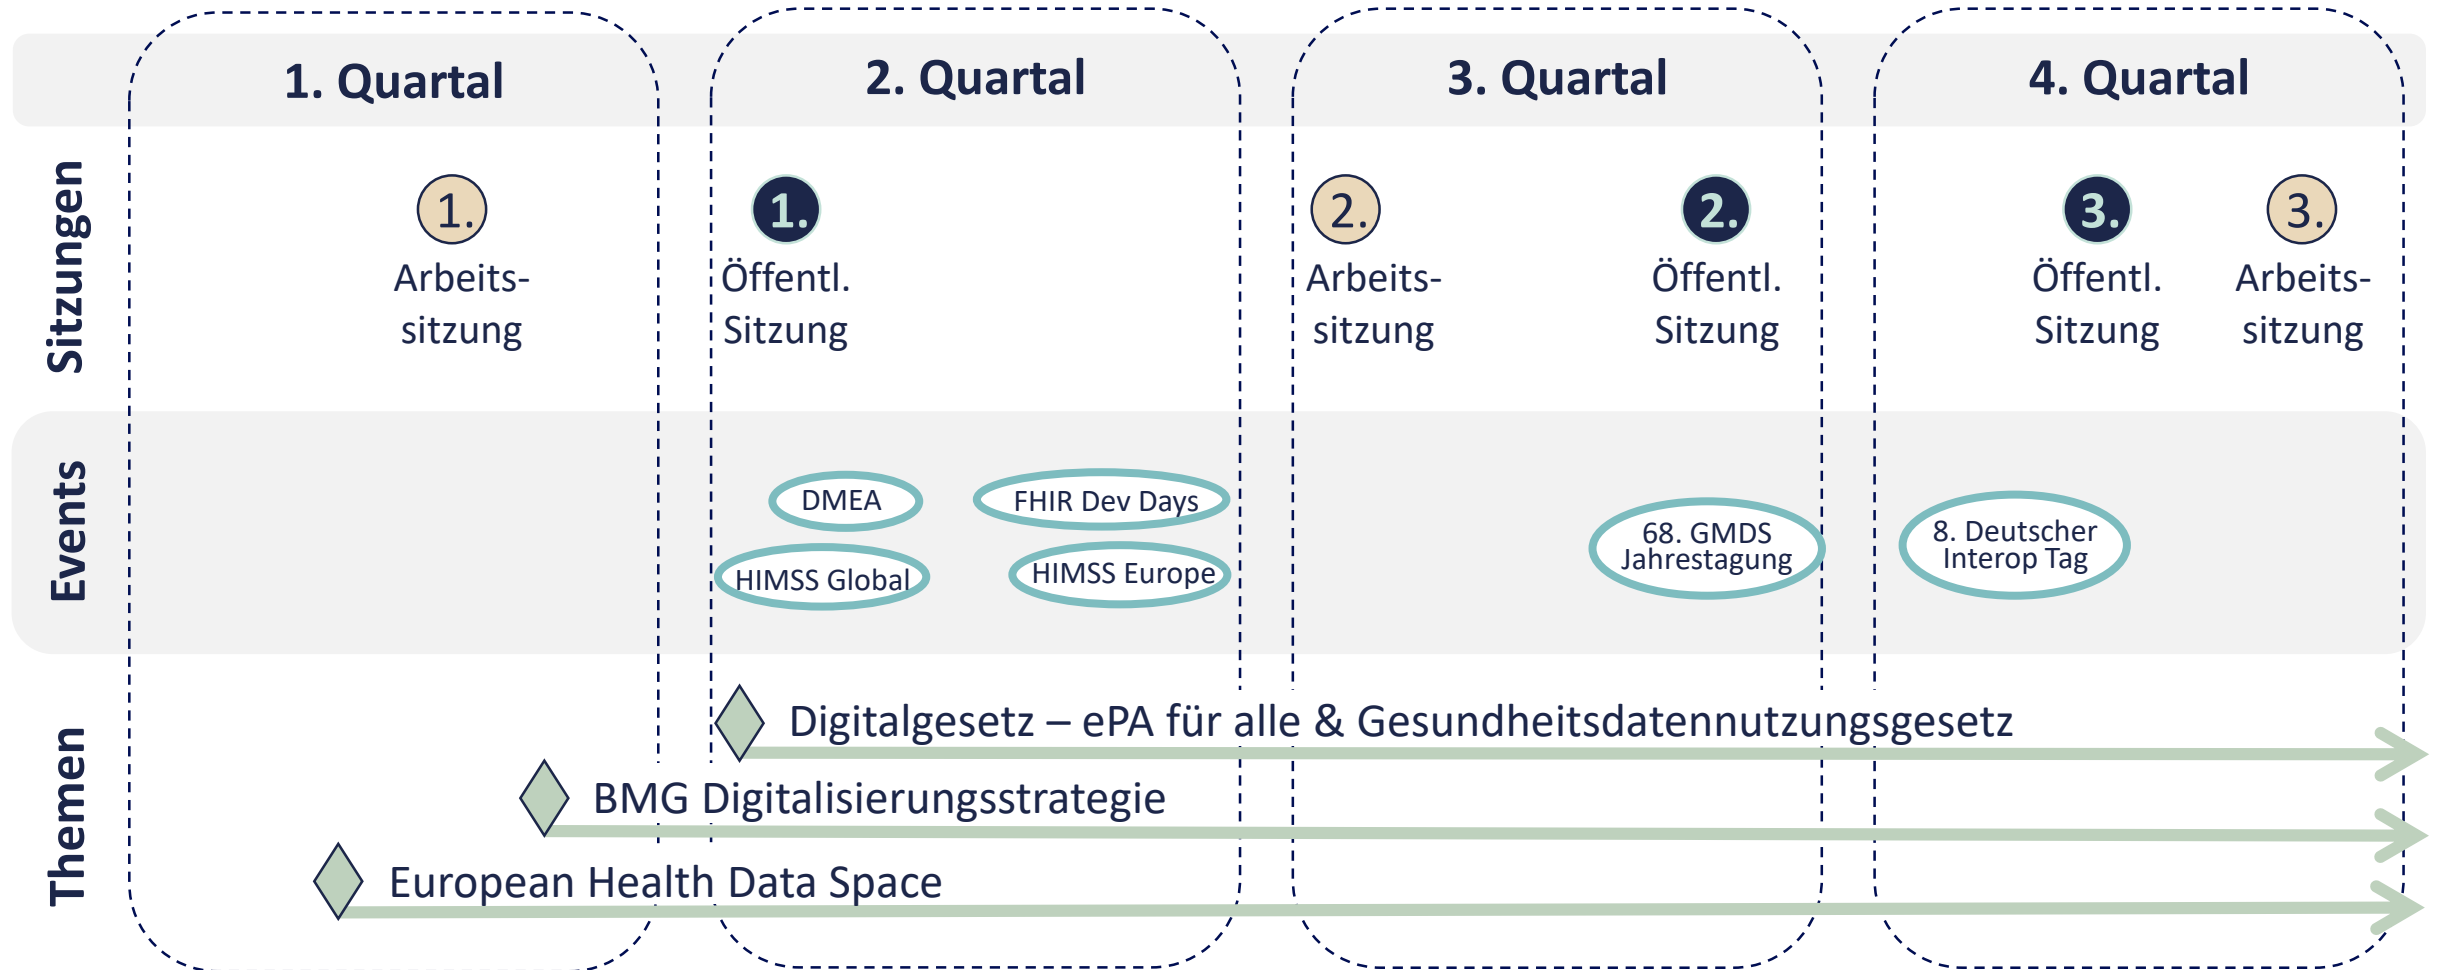 1. Quartal
2. Quartal
3. Quartal
4. Quartal
Sitzungen
1.
Arbeits-
sitzung
1.
Öffentl.
Sitzung
2.
Arbeits-
sitzung
2.
Öffentl.
Sitzung
3.
Öffentl.
Sitzung
3.
Arbeits-
sitzung
Events
DMEA
FHIR Dev Days
HIMSS Global
HIMSS Europe
68. GMDS
Jahrestagung
8. Deutscher
Interop Tag
Themen
Digitalgesetz – ePA für alle & Gesundheitsdatennutzungsgesetz
BMG Digitalisierungsstrategie
European Health Data Space